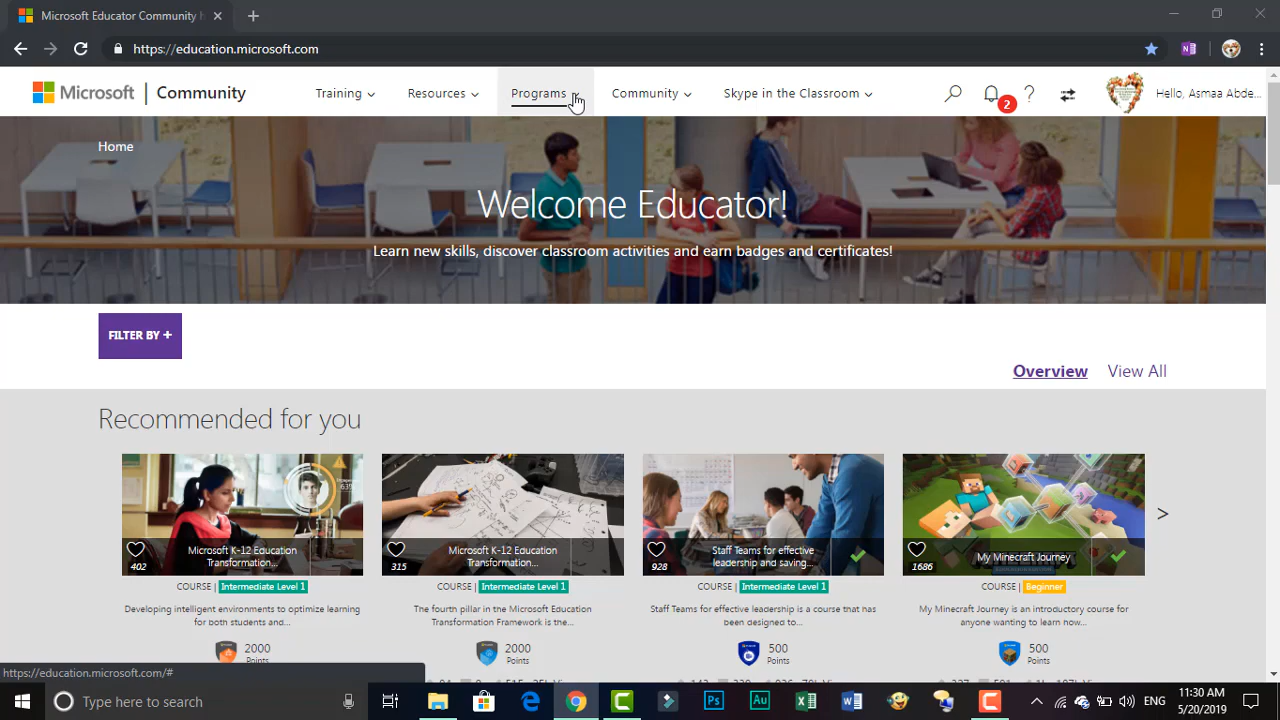 Microsoft Educator Community
https://education.microsoft.com
Microsoft | Community
Training
Resources
Programs
Community
Skype in the Classroom
2
Hello, Asmaa Abde...
Home
Welcome Educator!
Learn new skills, discover classroom activities and earn badges and certificates!
FILTER BY +
Overview
View All
Recommended for you
402
Microsoft K-12 Education
Transformation...
COURSE | Intermediate Level 1
Developing intelligent environments to optimize learning
for both students and...
2000
Points
315
Microsoft K-12 Education
Transformation...
COURSE | Intermediate Level 1
The fourth pillar in the Microsoft Education
Transformation Framework is the...
2000
Points
928
Staff Teams for effective
leadership and saving...
COURSE | Intermediate Level 1
Staff Teams for effective leadership is a course that has
been designed to...
500
Points
1686
My Minecraft Journey
COURSE | Beginner
My Minecraft Journey is an introductory course for
anyone wanting to learn how...
500
Points
https://education.microsoft.com/#
Type here to search
ENG
11:30 AM
5/20/2019